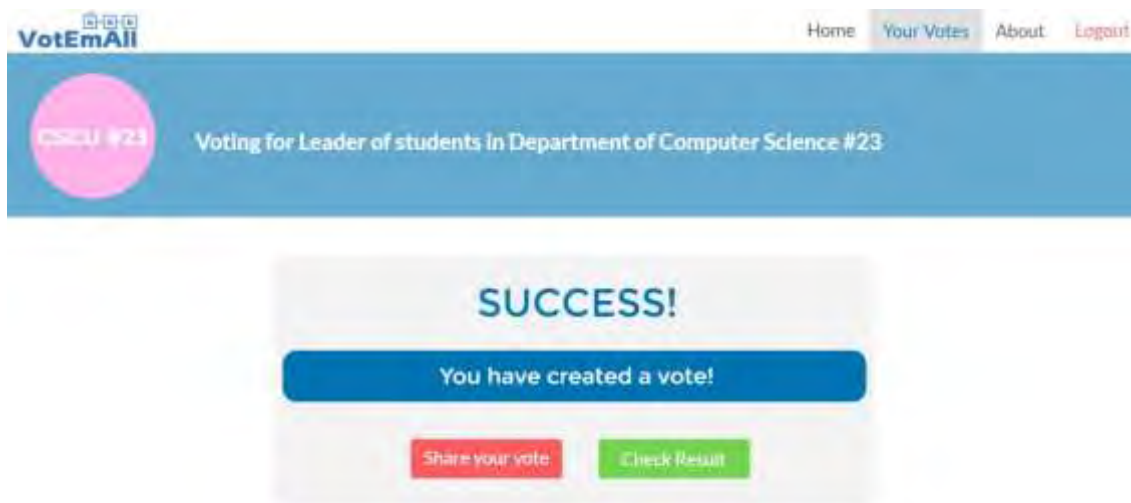 VotEmAll
Home Your Votes About Logout
CSCU #23
Voting for Leader of students in Department of Computer Science #23
SUCCESS!
You have created a vote!
Share your vote Check Result